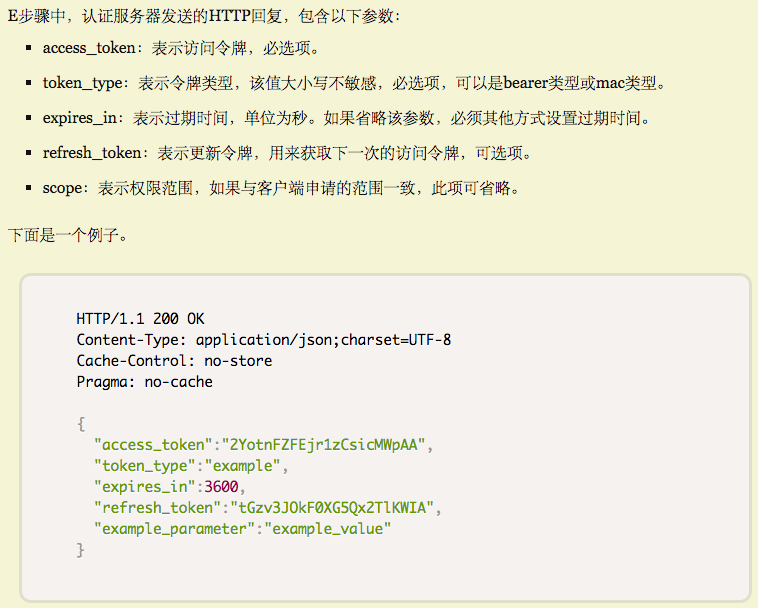 E步骤中，认证服务器发送的HTTP回复，包含以下参数：
access_token：表示访问令牌，必选项。
token_type：表示令牌类型，该值大小写不敏感，必选项，可以是bearer类型或mac类型。
expires_in：表示过期时间，单位为秒。如果省略该参数，必须其他方式设置过期时间。
refresh_token：表示更新令牌，用来获取下一次的访问令牌，可选项。
scope：表示权限范围，如果与客户端申请的范围一致，此项可省略。
下面是一个例子。
HTTP/1.1 200 OK
Content-Type: application/json;charset=UTF-8
Cache-Control: no-store
Pragma: no-cache
{
"access_token":"2YotnFZFEjr1zCsicMWpAA",
"token_type":"example",
"expires_in":3600,
"refresh_token":"tGzv3JOkF0XG5Qx2TlKWIA",
"example_parameter":"example_value"
}